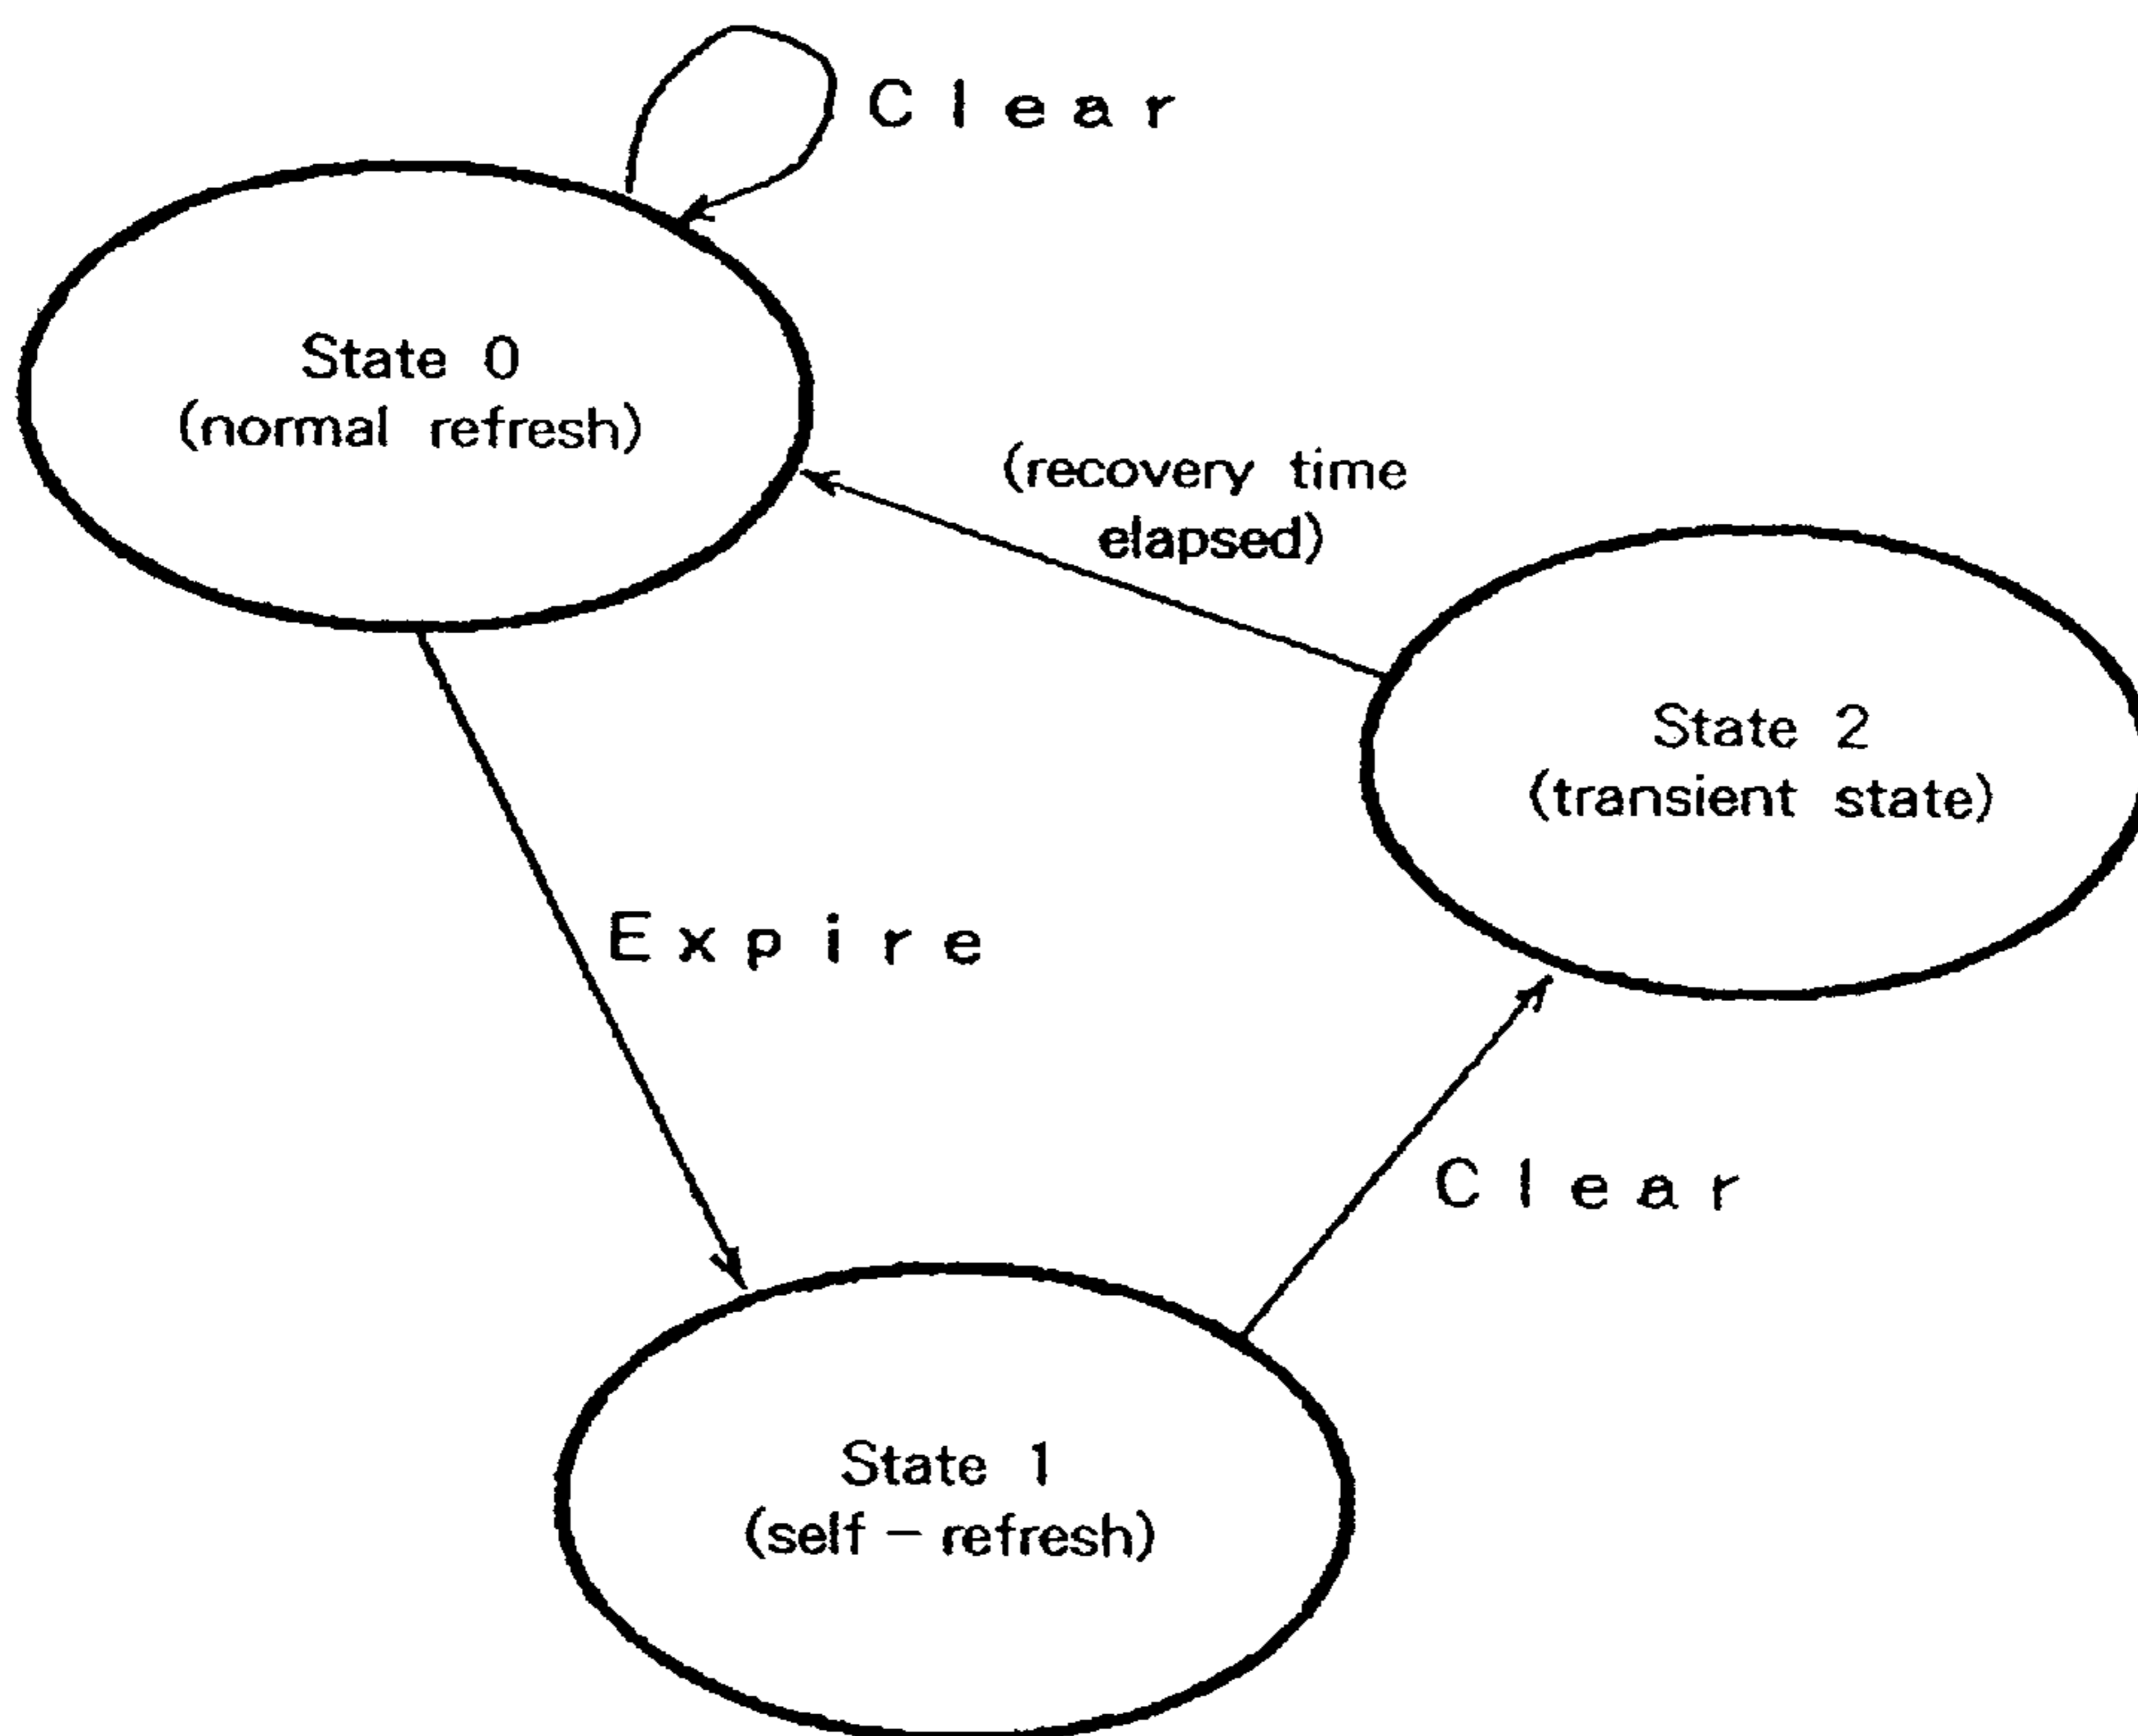 Clear
State 0
(normal refresh)
(recovery time
elapsed)
State 2
(transient state)
Expire
Clear
State 1
(self-refresh)